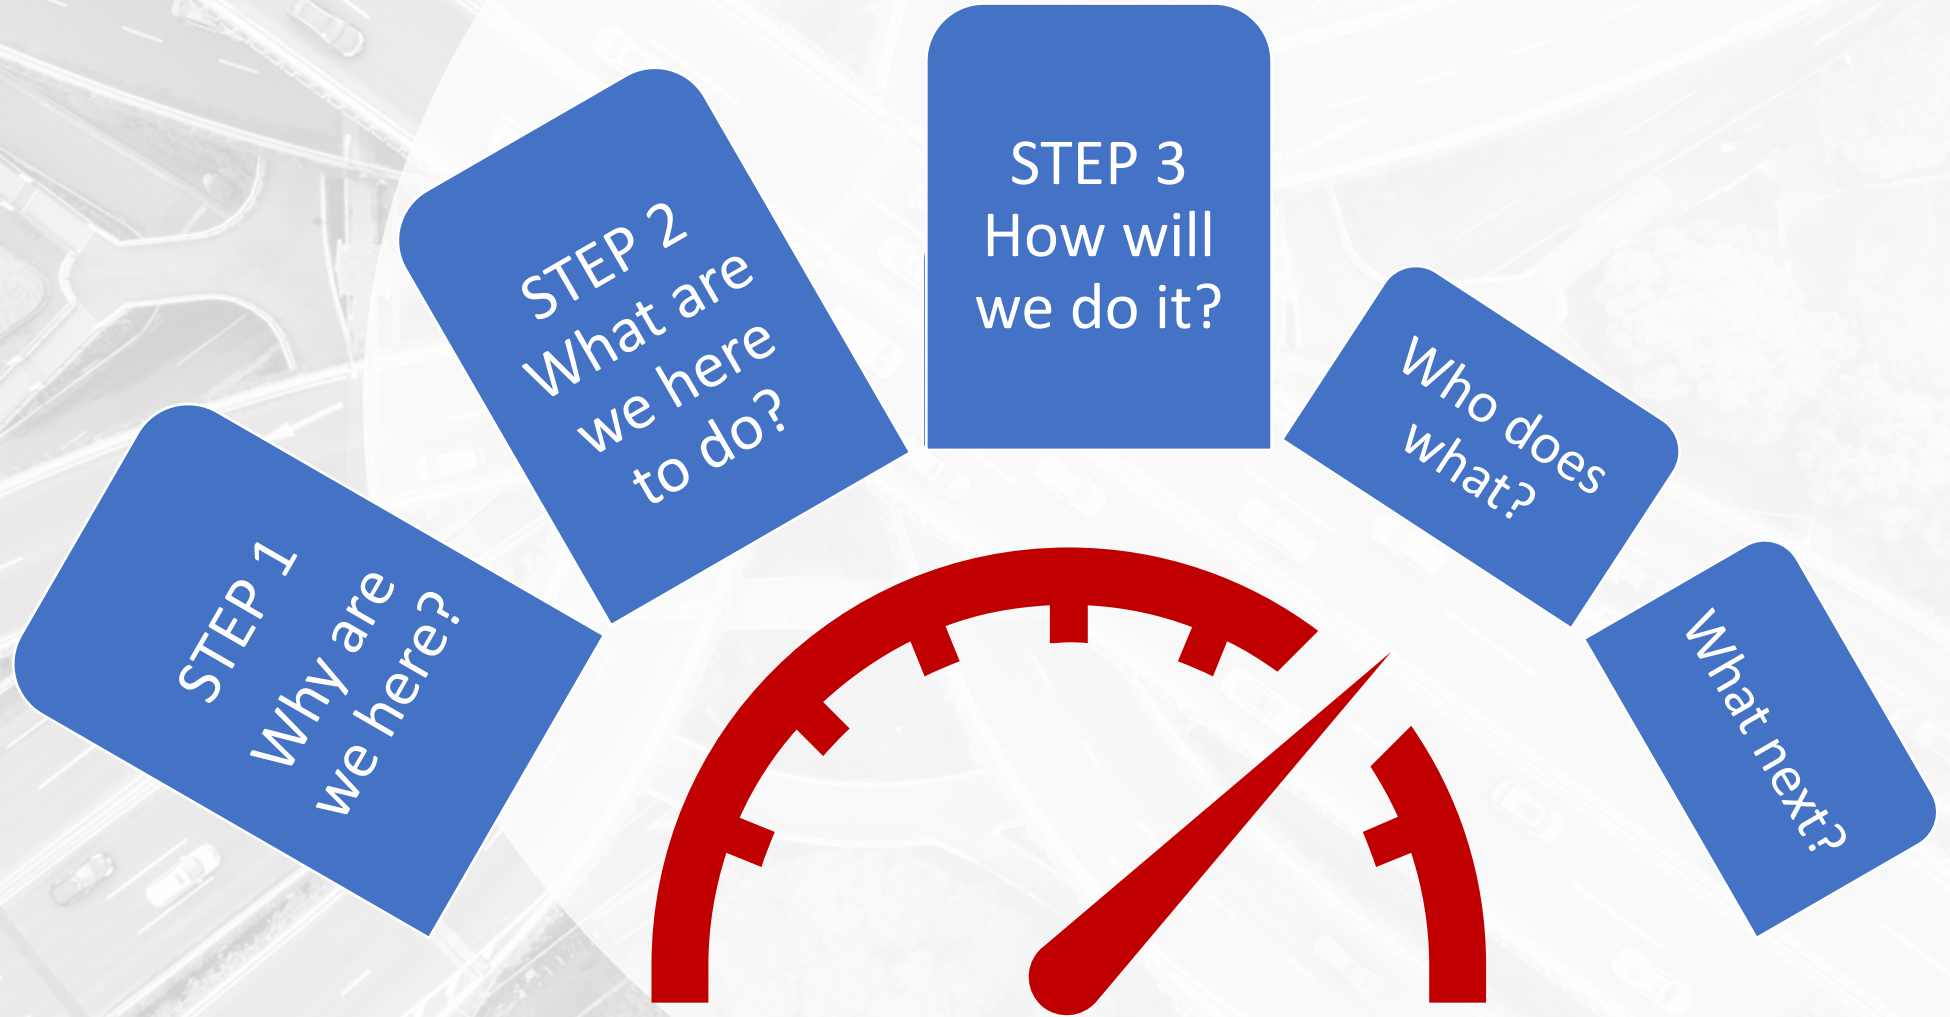 STEP 1
Why are
we here?
STEP 2
What are
we here
to do?
STEP 3
How will
we do it?
Who does
what?
What next?